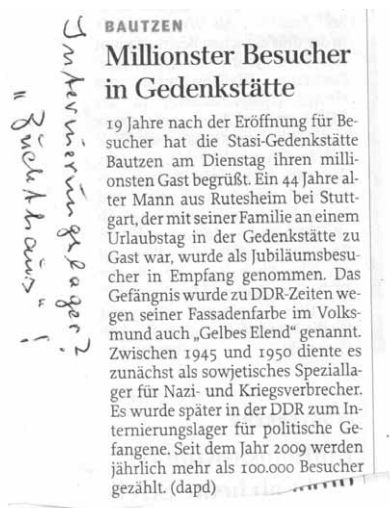 Internierungslager?
"Zuchthaus"!
BAUTZEN
Millionster Besucher
in Gedenkstätte
19 Jahre nach der Eröffnung für Be-
sucher hat die Stasi-Gedenkstätte
Bautzen am Dienstag ihren milli-
onsten Gast begrüßt. Ein 44 Jahre al-
ter Mann aus Rutesheim bei Stutt-
gart, der mit seiner Familie an einem
Urlaubstag in der Gedenkstätte zu
Gast war, wurde als Jubiläumsbesu-
cher in Empfang genommen. Das
Gefängnis wurde zu DDR-Zeiten we-
gen seiner Fassadenfarbe im Volks-
mund auch „Gelbes Elend“ genannt.
Zwischen 1945 und 1950 diente es
zunächst als sowjetisches Speziallla-
ger für Nazi- und Kriegsverbrecher.
Es wurde später in der DDR zum In-
ternierungslager für politische Ge-
fangene. Seit dem Jahr 2009 werden
jährlich mehr als 100.000 Besucher
gezählt. (dapd)